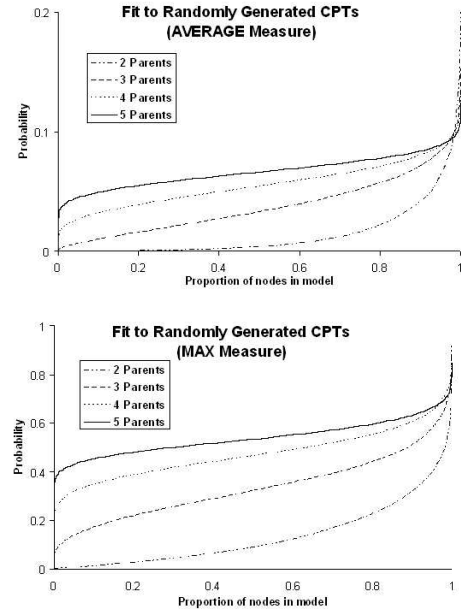 Fit to Randomly Generated CPTs
(AVERAGE Measure)
0.2
2 Parents
3 Parents
4 Parents
5 Parents
Probability
0.1
0
0
0.2
0.4
0.6
0.8
1
Proportion of nodes in model
1
Fit to Randomly Generated CPTs
(MAX Measure)
0.8
2 Parents
3 Parents
4 Parents
5 Parents
Probability
0.6
0.4
0.2
0
0
0.2
0.4
0.6
0.8
1
Proportion of nodes in model